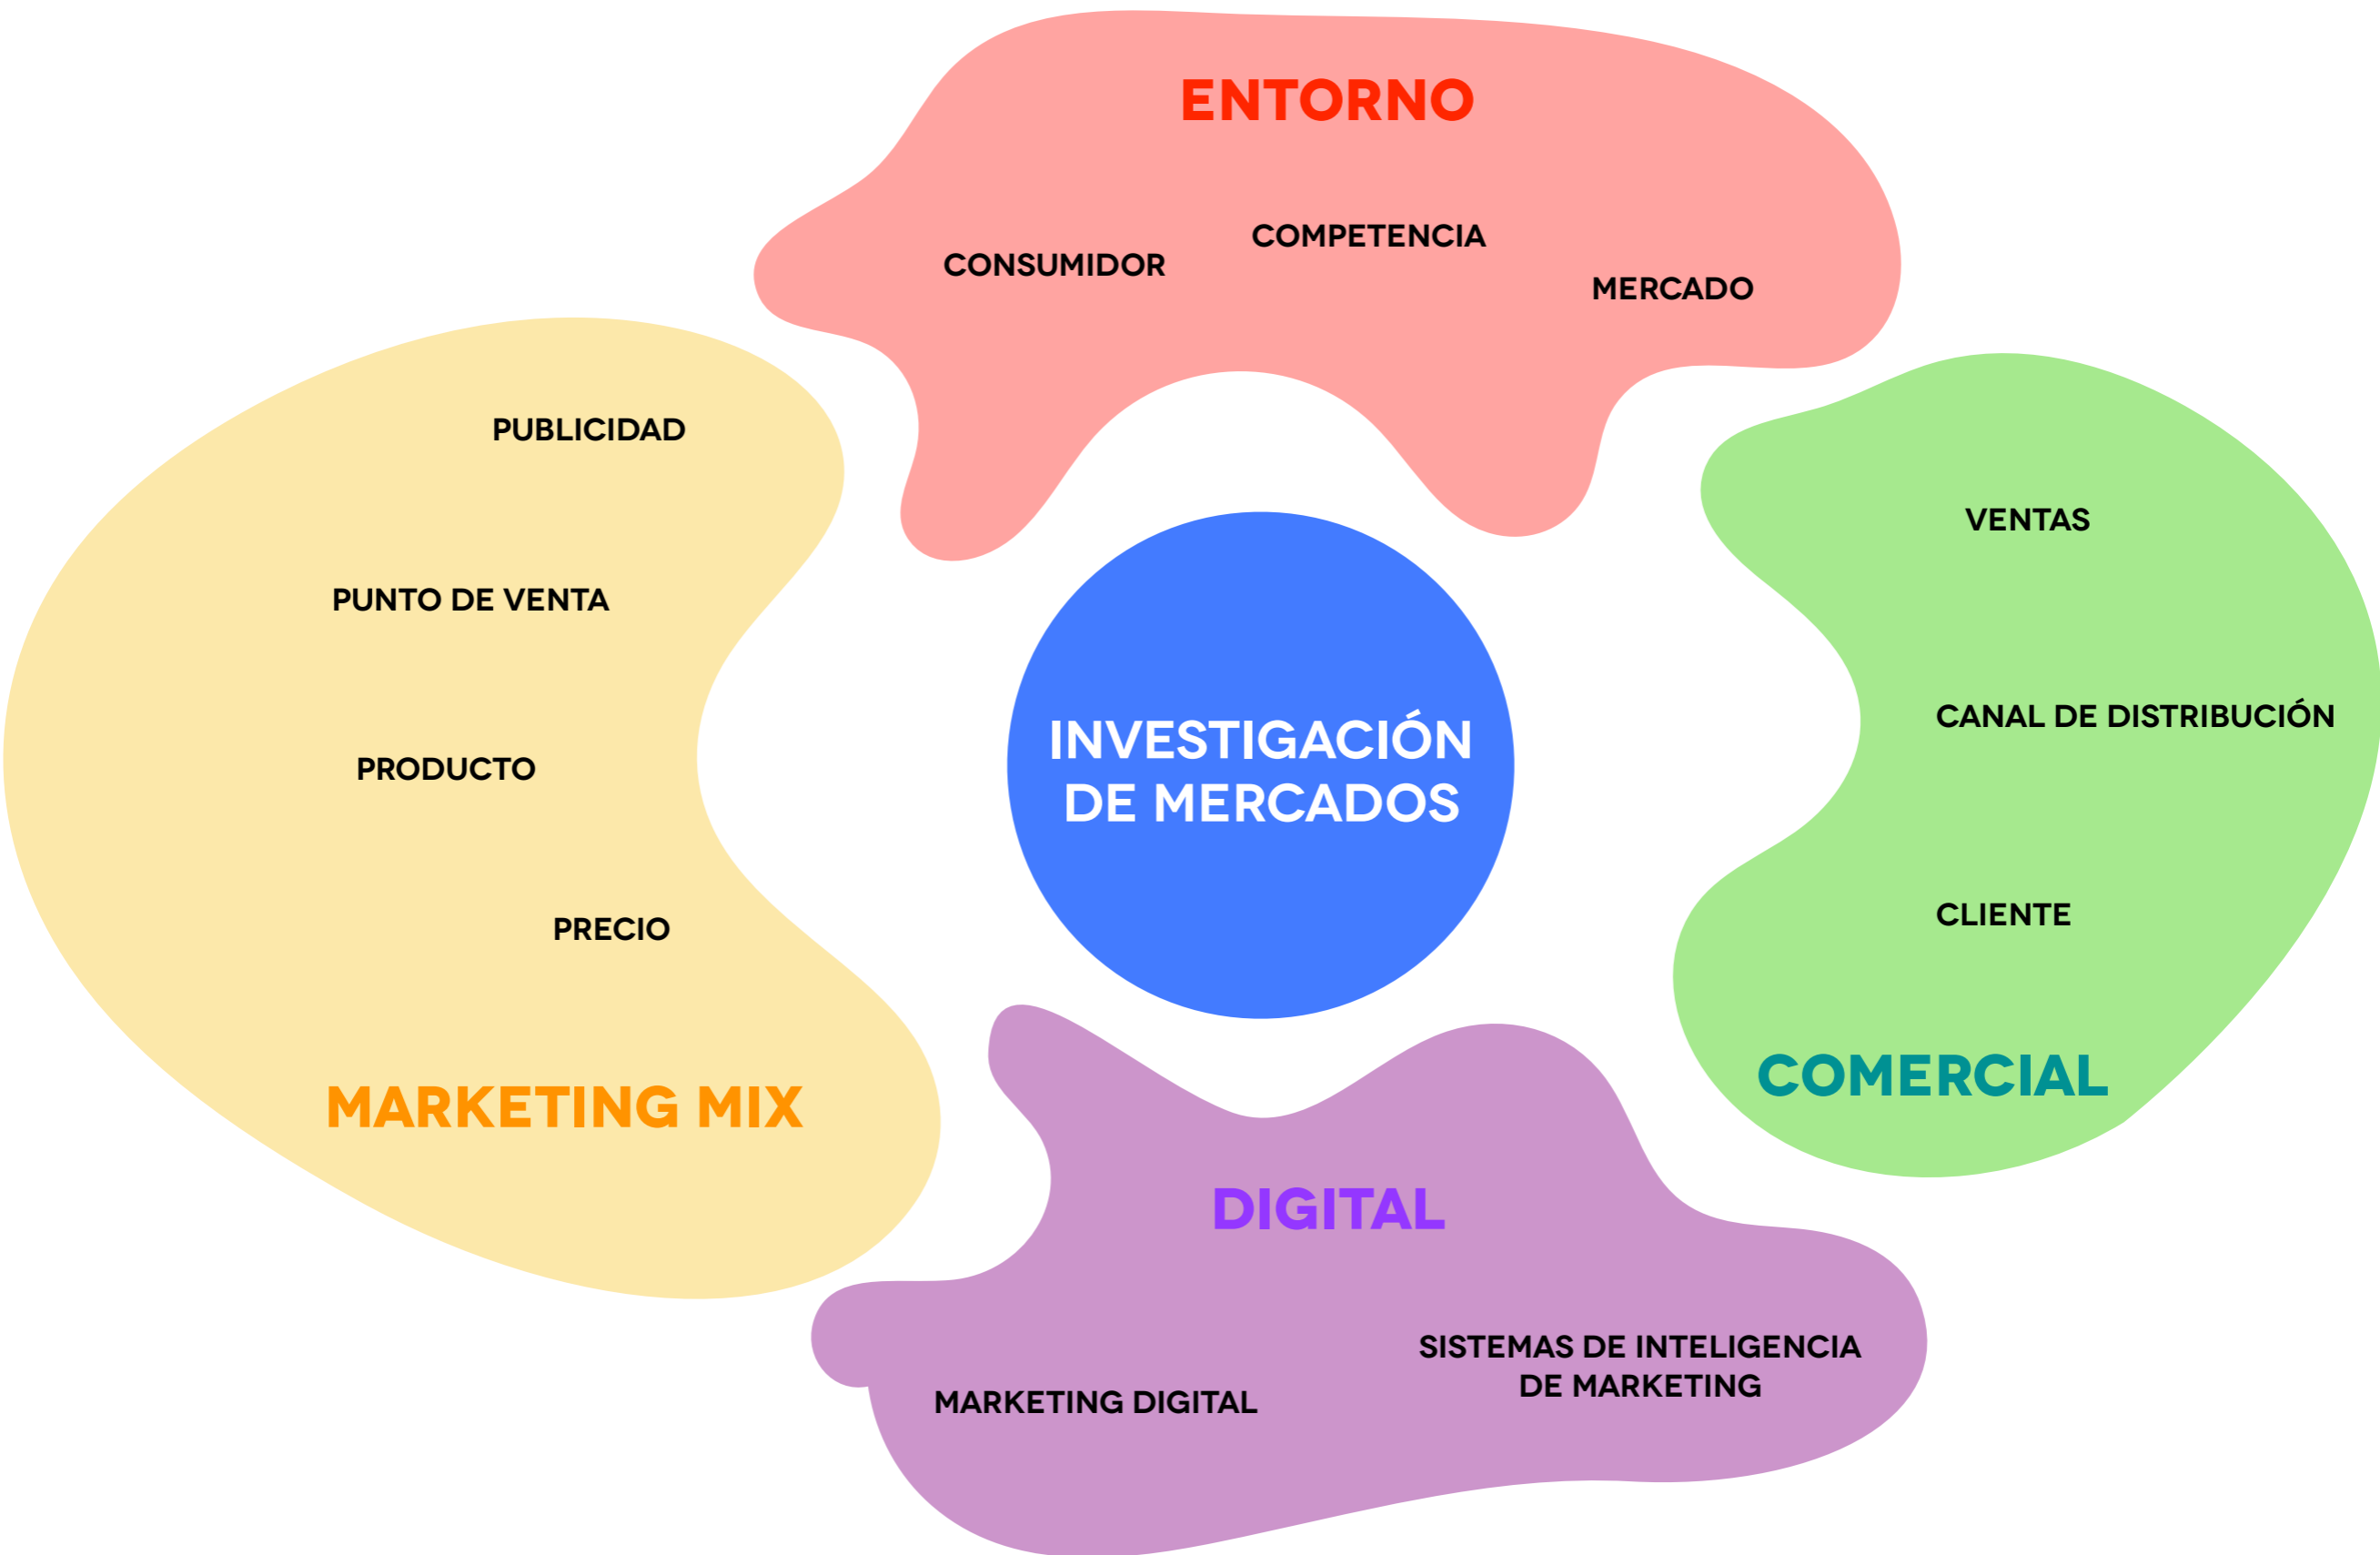 ENTORNO
CONSUMIDOR
COMPETENCIA
MERCADO
PUBLICIDAD
PUNTO DE VENTA
PRODUCTO
PRECIO
MARKETING MIX
INVESTIGACIÓN
DE MERCADOS
VENTAS
CANAL DE DISTRIBUCIÓN
CLIENTE
COMERCIAL
DIGITAL
MARKETING DIGITAL
SISTEMAS DE INTELIGENCIA
DE MARKETING